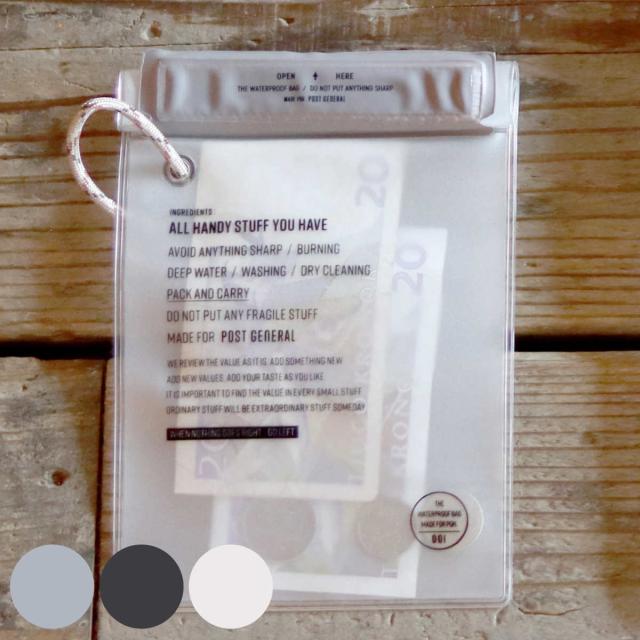 OPEN HERE
THE WATERPROOF BAG / DO NOT PUT ANYTHING SHARP
MADE FOR POST GENERAL
20
20
INGREDIENTS
ALL HANDY STUFF YOU HAVE
AVOID ANYTHING SHARP / BURNING
DEEP WATER / WASHING / DRY CLEANING
PACK AND CARRY
DO NOT PUT ANY FRAGILE STUFF
MADE FOR POST GENERAL
WE REVIEW THE VALUE AS IT IS ADD SOMETHING NEW
ADD NEW VALUES. ADD YOUR TASTE AS YOU LIKE
IT IS IMPORTANT TO FIND THE VALUE IN EVERY SMALL STUFF
ORDINARY STUFF WILL BE EXTRAORDINARY STUFF SOMEDAY
THE
WATERPROOF BAG
MADE FOR PGN.
001